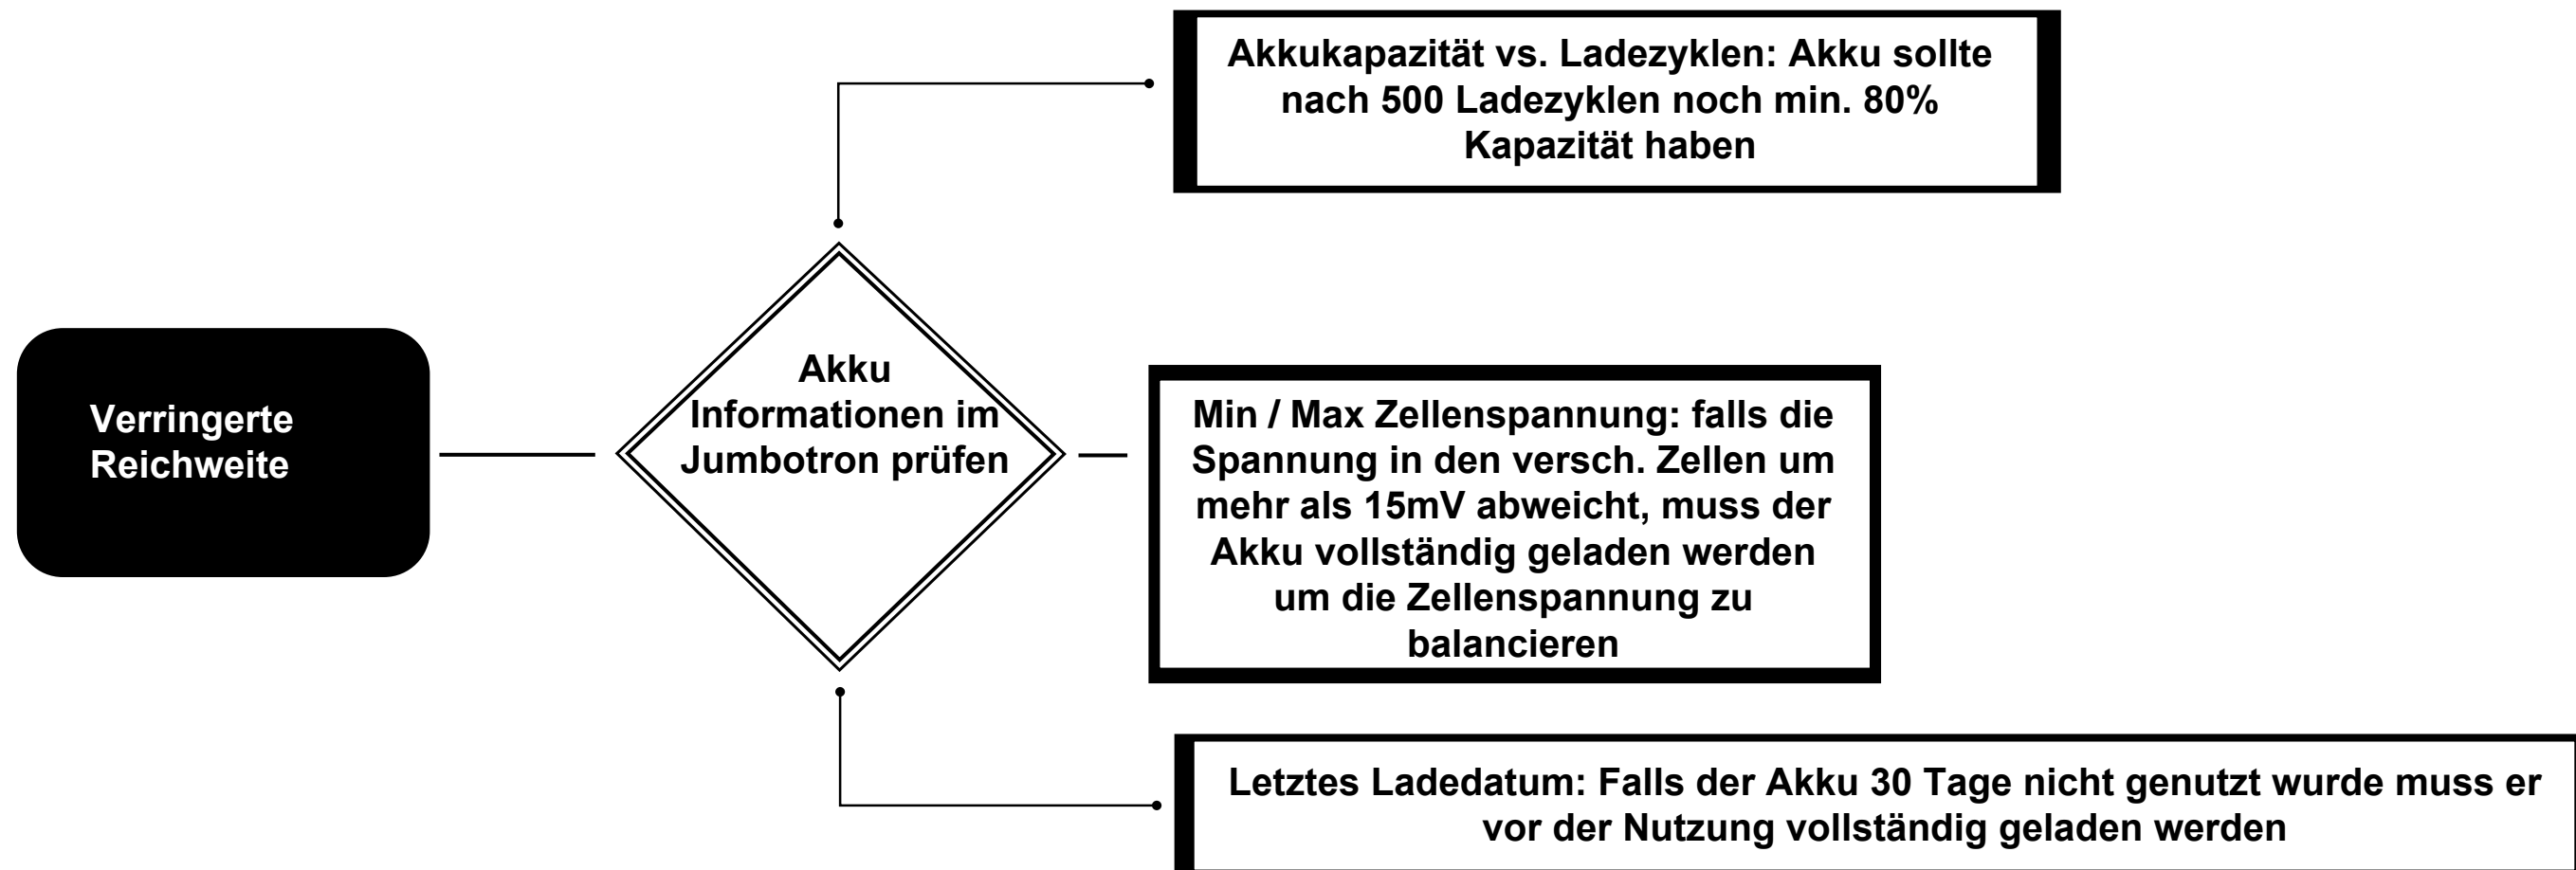 Akkukapazität vs. Ladezyklen: Akku sollte
nach 500 Ladezyklen noch min. 80%
Kapazität haben
Verringerte
Reichweite
Akku
Informationen im
Jumbotron prüfen
Min / Max Zellenspannung: falls die
Spannung in den versch. Zellen um
mehr als 15mV abweicht, muss der
Akku vollständig geladen werden
um die Zellenspannung zu
balancieren
Letztes Ladedatum: Falls der Akku 30 Tage nicht genutzt wurde muss er
vor der Nutzung vollständig geladen werden